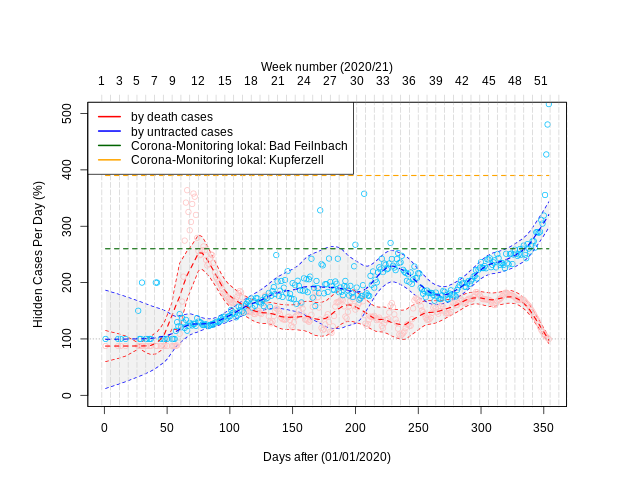 Week number (2020/21)
1 3 5 7 9 12 15 18 21 24 27 30 33 36 39 42 45 48 51
by death cases
by untracted cases
Corona-Monitoring lokal: Bad Feilnbach
Corona-Monitoring lokal: Kupferzell
Hidden Cases Per Day (%)
500
400
300
200
100
0
0 50 100 150 200 250 300 350
Days after (01/01/2020)